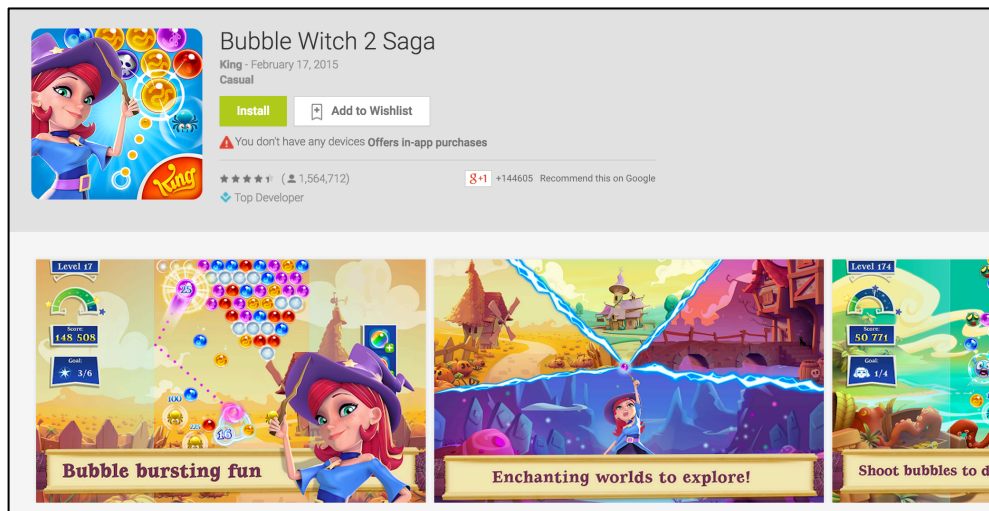 Bubble Witch 2 Saga
King - February 17, 2015
Casual
Install
Add to Wishlist
You don't have any devices Offers in-app purchases
(1,564,712)
g+1 +144605 Recommend this on Google
Top Developer
King
Level 17
Score:
148 508
Goal:
3/6
25
100
225
16
Bubble bursting fun
Enchanting worlds to explore!
Level 174
Score:
50 771
Goal:
1/4
Shoot bubbles to d